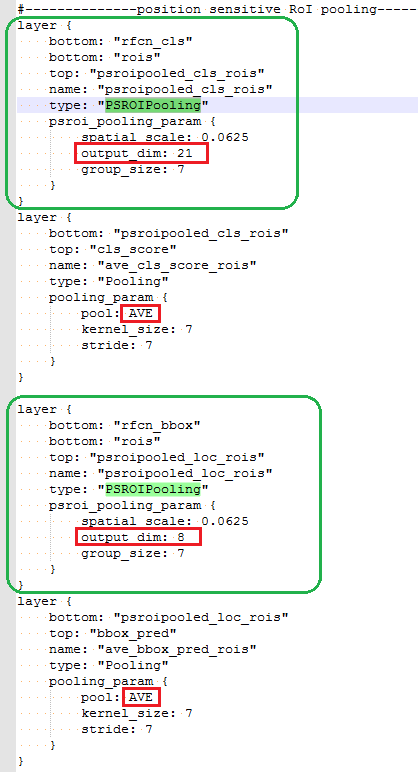 #--------------position sensitive RoI pooling-----
layer {
    bottom: "rfcn_cls"
    bottom: "rois"
    top: "psroipooled_cls_rois"
    name: "psroipooled_cls_rois"
    type: "PSROIPooling"
    psroi_pooling_param {
        spatial_scale: 0.0625
        output_dim: 21
        group_size: 7
    }
}
layer {
    bottom: "psroipooled_cls_rois"
    top: "cls_score"
    name: "ave_cls_score_rois"
    type: "Pooling"
    pooling_param {
        pool: AVE
        kernel_size: 7
        stride: 7
    }
}
layer {
    bottom: "rfcn_bbox"
    bottom: "rois"
    top: "psroipooled_loc_rois"
    name: "psroipooled_loc_rois"
    type: "PSROIPooling"
    psroi_pooling_param {
        spatial_scale: 0.0625
        output_dim: 8
        group_size: 7
    }
}
layer {
    bottom: "psroipooled_loc_rois"
    top: "bbox_pred"
    name: "ave_bbox_pred_rois"
    type: "Pooling"
    pooling_param {
        pool: AVE
        kernel_size: 7
        stride: 7
    }
}